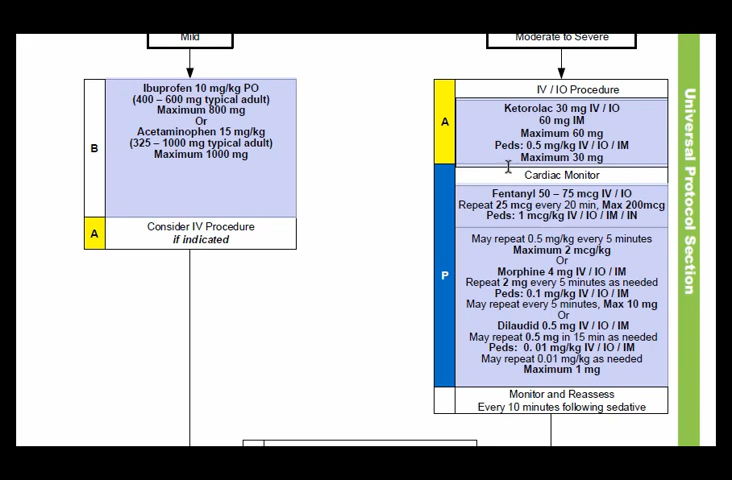 Mild
Ibuprofen 10 mg/kg PO
(400 – 600 mg typical adult)
Maximum 800 mg
Or
Acetaminophen 15 mg/kg
(325 – 1000 mg typical adult)
Maximum 1000 mg
B
A
Consider IV Procedure
if indicated
Moderate to Severe
IV / IO Procedure
A
Ketorolac 30 mg IV / IO
60 mg IM
Maximum 60 mg
Peds: 0.5 mg/kg IV / IO / IM
Maximum 30 mg
Cardiac Monitor
P
Fentanyl 50 – 75 mcg IV / IO
Repeat 25 mcg every 20 min, Max 200mcg
Peds: 1 mcg/kg IV / IO / IM / IN
May repeat 0.5 mg/kg every 5 minutes
Maximum 2 mcg/kg
Or
Morphine 4 mg IV / IO / IM
Repeat 2 mg every 5 minutes as needed
Peds: 0.1 mg/kg IV / IO / IM
May repeat every 5 minutes, Max 10 mg
Or
Dilaudid 0.5 mg IV / IO / IM
May repeat 0.5 mg in 15 min as needed
Peds: 0. 01 mg/kg IV / IO / IM
May repeat 0.01 mg/kg as needed
Maximum 1 mg
Monitor and Reassess
Every 10 minutes following sedative
Universal Protocol Section